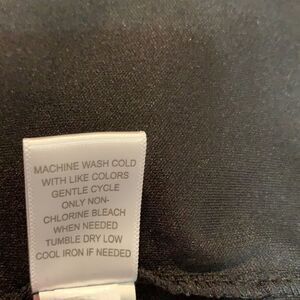 MACHINE WASH COLD
WITH LIKE COLORS
GENTLE CYCLE
ONLY NON-
CHLORINE BLEACH
WHEN NEEDED
TUMBLE DRY LOW
COOL IRON IF NEEDED